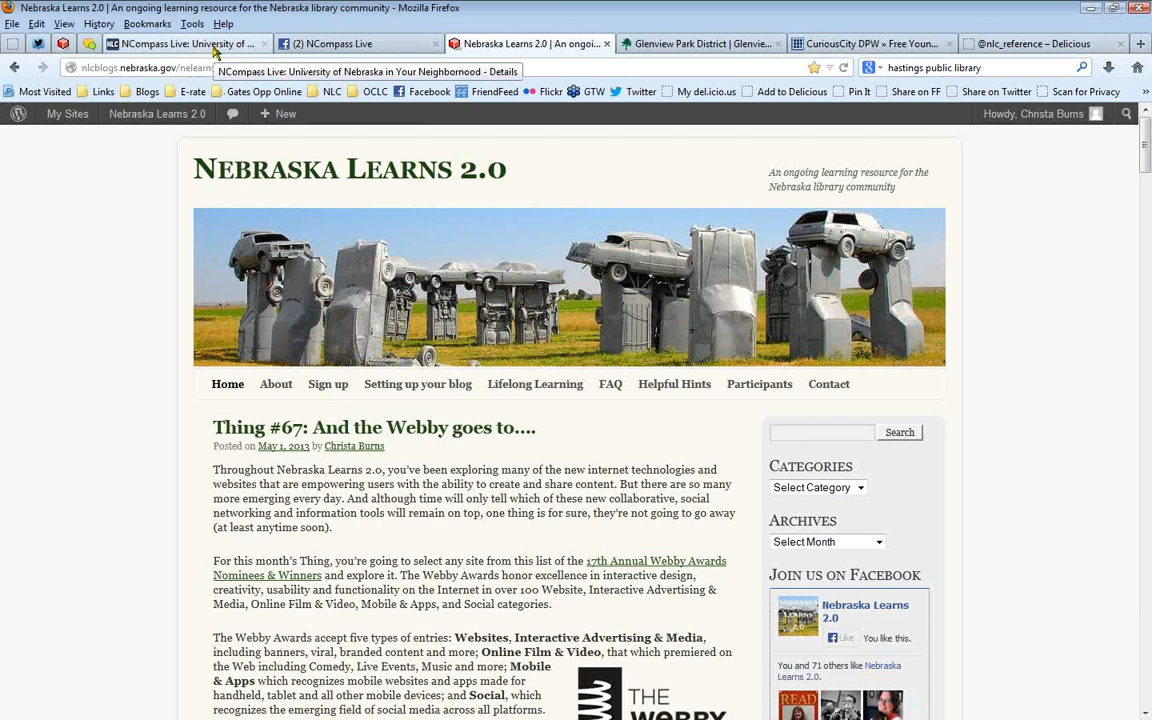 Nebraska Learns 2.0 | An ongoing learning resource for the Nebraska library community - Mozilla Firefox
File Edit View History Bookmarks Tools Help
NCompass Live: University of ... × (2) NCompass Live × Nebraska Learns 2.0 | An ongoi... × Glenview Park District | Glenvie... × CuriousCity DPW » Free Youn... × @nlc_reference – Delicious
nlcblogs.nebraska.gov/nelearn
hastings public library
NCompass Live: University of Nebraska in Your Neighborhood - Details
Most Visited Links Blogs E-rate Gates Opp Online NLC OCLC Facebook FriendFeed Flickr GTW Twitter My del.icio.us Add to Delicious Pin It Share on FF Share on Twitter Scan for Privacy »
My Sites Nebraska Learns 2.0 + New Howdy, Christa Burns
Nebraska Learns 2.0
An ongoing learning resource for the
Nebraska library community
Home About Sign up Setting up your blog Lifelong Learning FAQ Helpful Hints Participants Contact
Thing #67: And the Webby goes to....
Posted on May 1, 2013 by Christa Burns
Throughout Nebraska Learns 2.0, you've been exploring many of the new internet technologies and
websites that are empowering users with the ability to create and share content. But there are so many
more emerging every day. And although time will only tell which of these new collaborative, social
networking and information tools will remain on top, one thing is for sure, they're not going to go away
(at least anytime soon).
For this month's Thing, you're going to select any site from this list of the 17th Annual Webby Awards
Nominees & Winners and explore it. The Webby Awards honor excellence in interactive design,
creativity, usability and functionality on the Internet in over 100 Website, Interactive Advertising &
Media, Online Film & Video, Mobile & Apps, and Social categories.
The Webby Awards accept five types of entries: Websites, Interactive Advertising & Media,
including banners, viral, branded content and more; Online Film & Video, that which premiered on
the Web including Comedy, Live Events, Music and more; Mobile
& Apps which recognizes mobile websites and apps made for
handheld, tablet and all other mobile devices; and Social, which
recognizes the emerging field of social media across all platforms.
THE
WEBBY
Search
Categories
Select Category
Archives
Select Month
Join us on Facebook
Nebraska Learns
2.0
Like You like this.
You and 71 others like Nebraska
Learns 2.0.
READ